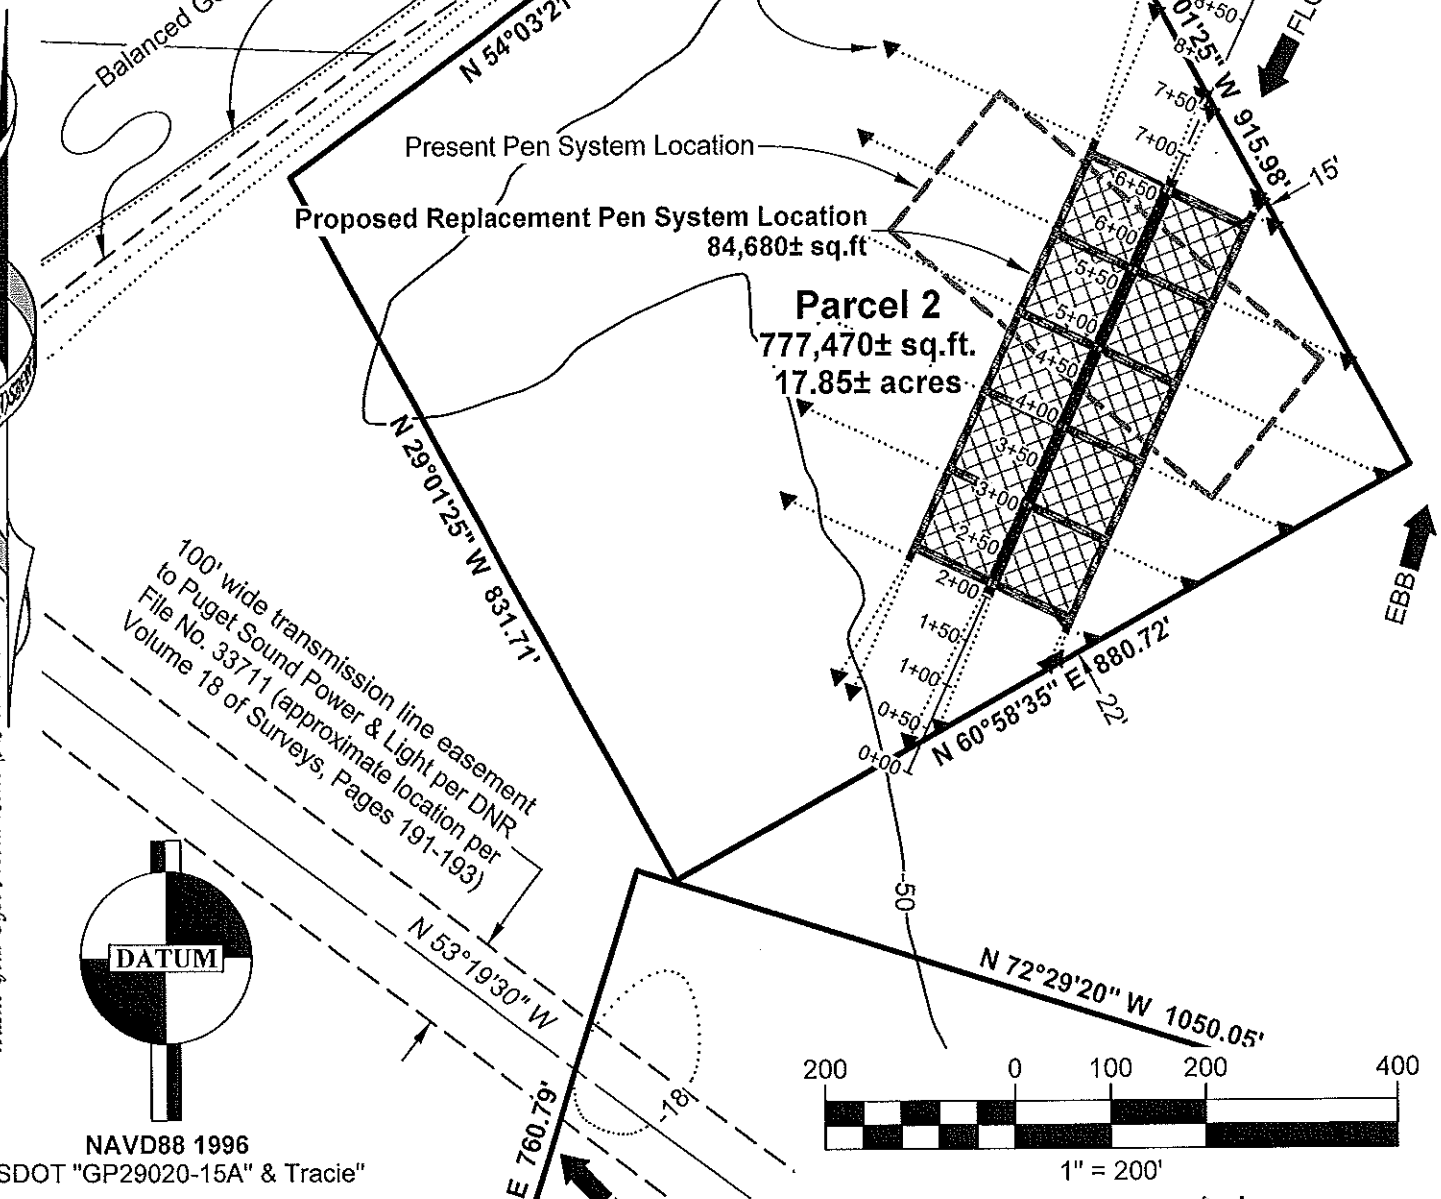 Balanced
N 54°03'21
8+50
01'25" W 915.98'
7+50
7+00
15'
Present Pen System Location
Proposed Replacement Pen System Location
84,680± sq.ft
Parcel 2
777,470± sq.ft.
17.85± acres
6+50
6+00
5+50
5+00
4+50
4+00
3+50
3+00
2+50
2+00
1+50
1+00
0+50
0+00
EBB
N 29°01'25" W 831.71'
N 60°58'35" E 880.72'
22'
100' wide transmission line easement
to Puget Sound Power & Light per DNR
File No. 3371 (approximate location per
Volume 18 of Surveys, Pages 191-193)
N 53°19'30" W
50
N 72°29'20" W 1050.05'
DATUM
NAVD88 1996
SDOT "GP29020-15A" & Tracie"
18
E 760.79'
200 0 100 200 400
1" = 200'